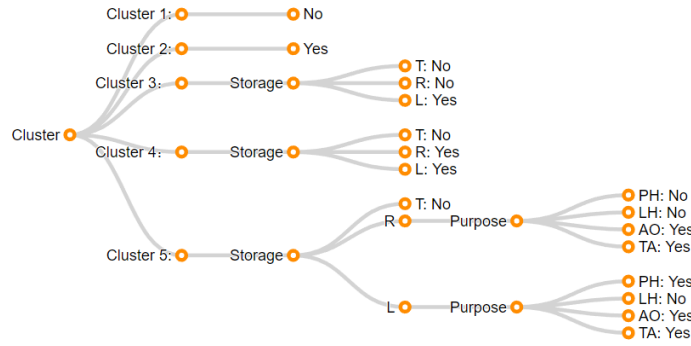 Cluster 1: No
Cluster 2: Yes
Cluster 3: Storage
T: No
R: No
L: Yes
Cluster
Cluster 4: Storage
T: No
R: Yes
L: Yes
Cluster 5: Storage
T: No
R Purpose
PH: No
LH: No
AO: Yes
TA: Yes
L Purpose
PH: Yes
LH: No
AO: Yes
TA: Yes